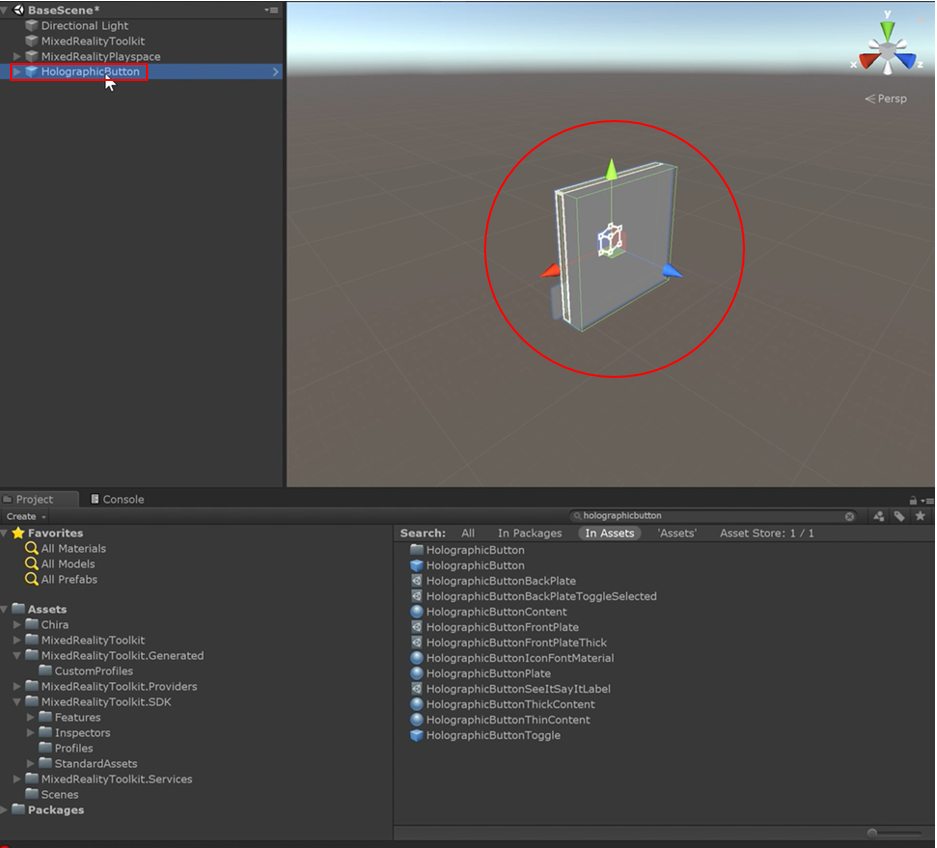 BaseScene*
Directional Light
MixedRealityToolkit
MixedRealityPlayspace
HolographicButton
y
x
z
Persp
Project
Console
Create
holographicbutton
Favorites
All Materials
All Models
All Prefabs
Assets
Chira
MixedRealityToolkit
MixedRealityToolkit.Generated
CustomProfiles
MixedRealityToolkit.Providers
MixedRealityToolkit.SDK
Features
Inspectors
Profiles
StandardAssets
MixedRealityToolkit.Services
Scenes
Packages
Search: All In Packages In Assets 'Assets' Asset Store: 1 / 1
HolographicButton
HolographicButton
HolographicButtonBackPlate
HolographicButtonBackPlateToggleSelected
HolographicButtonContent
HolographicButtonFrontPlate
HolographicButtonFrontPlateThick
HolographicButtonIconFontMaterial
HolographicButtonPlate
HolographicButtonSeeItSayItLabel
HolographicButtonThickContent
HolographicButtonThinContent
HolographicButtonToggle